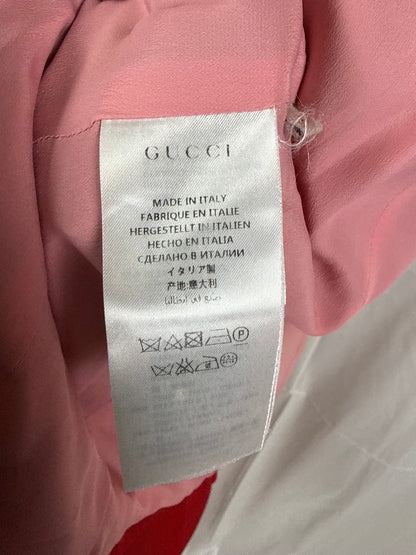 GUCCI
MADE IN ITALY
FABRIQUE EN ITALIE
HERGESTELLT IN ITALIEN
HECHO EN ITALIA
СДЕЛАНО В ИТАЛИИ
イタリア製
产地:意大利
صنع في إيطاليا
P